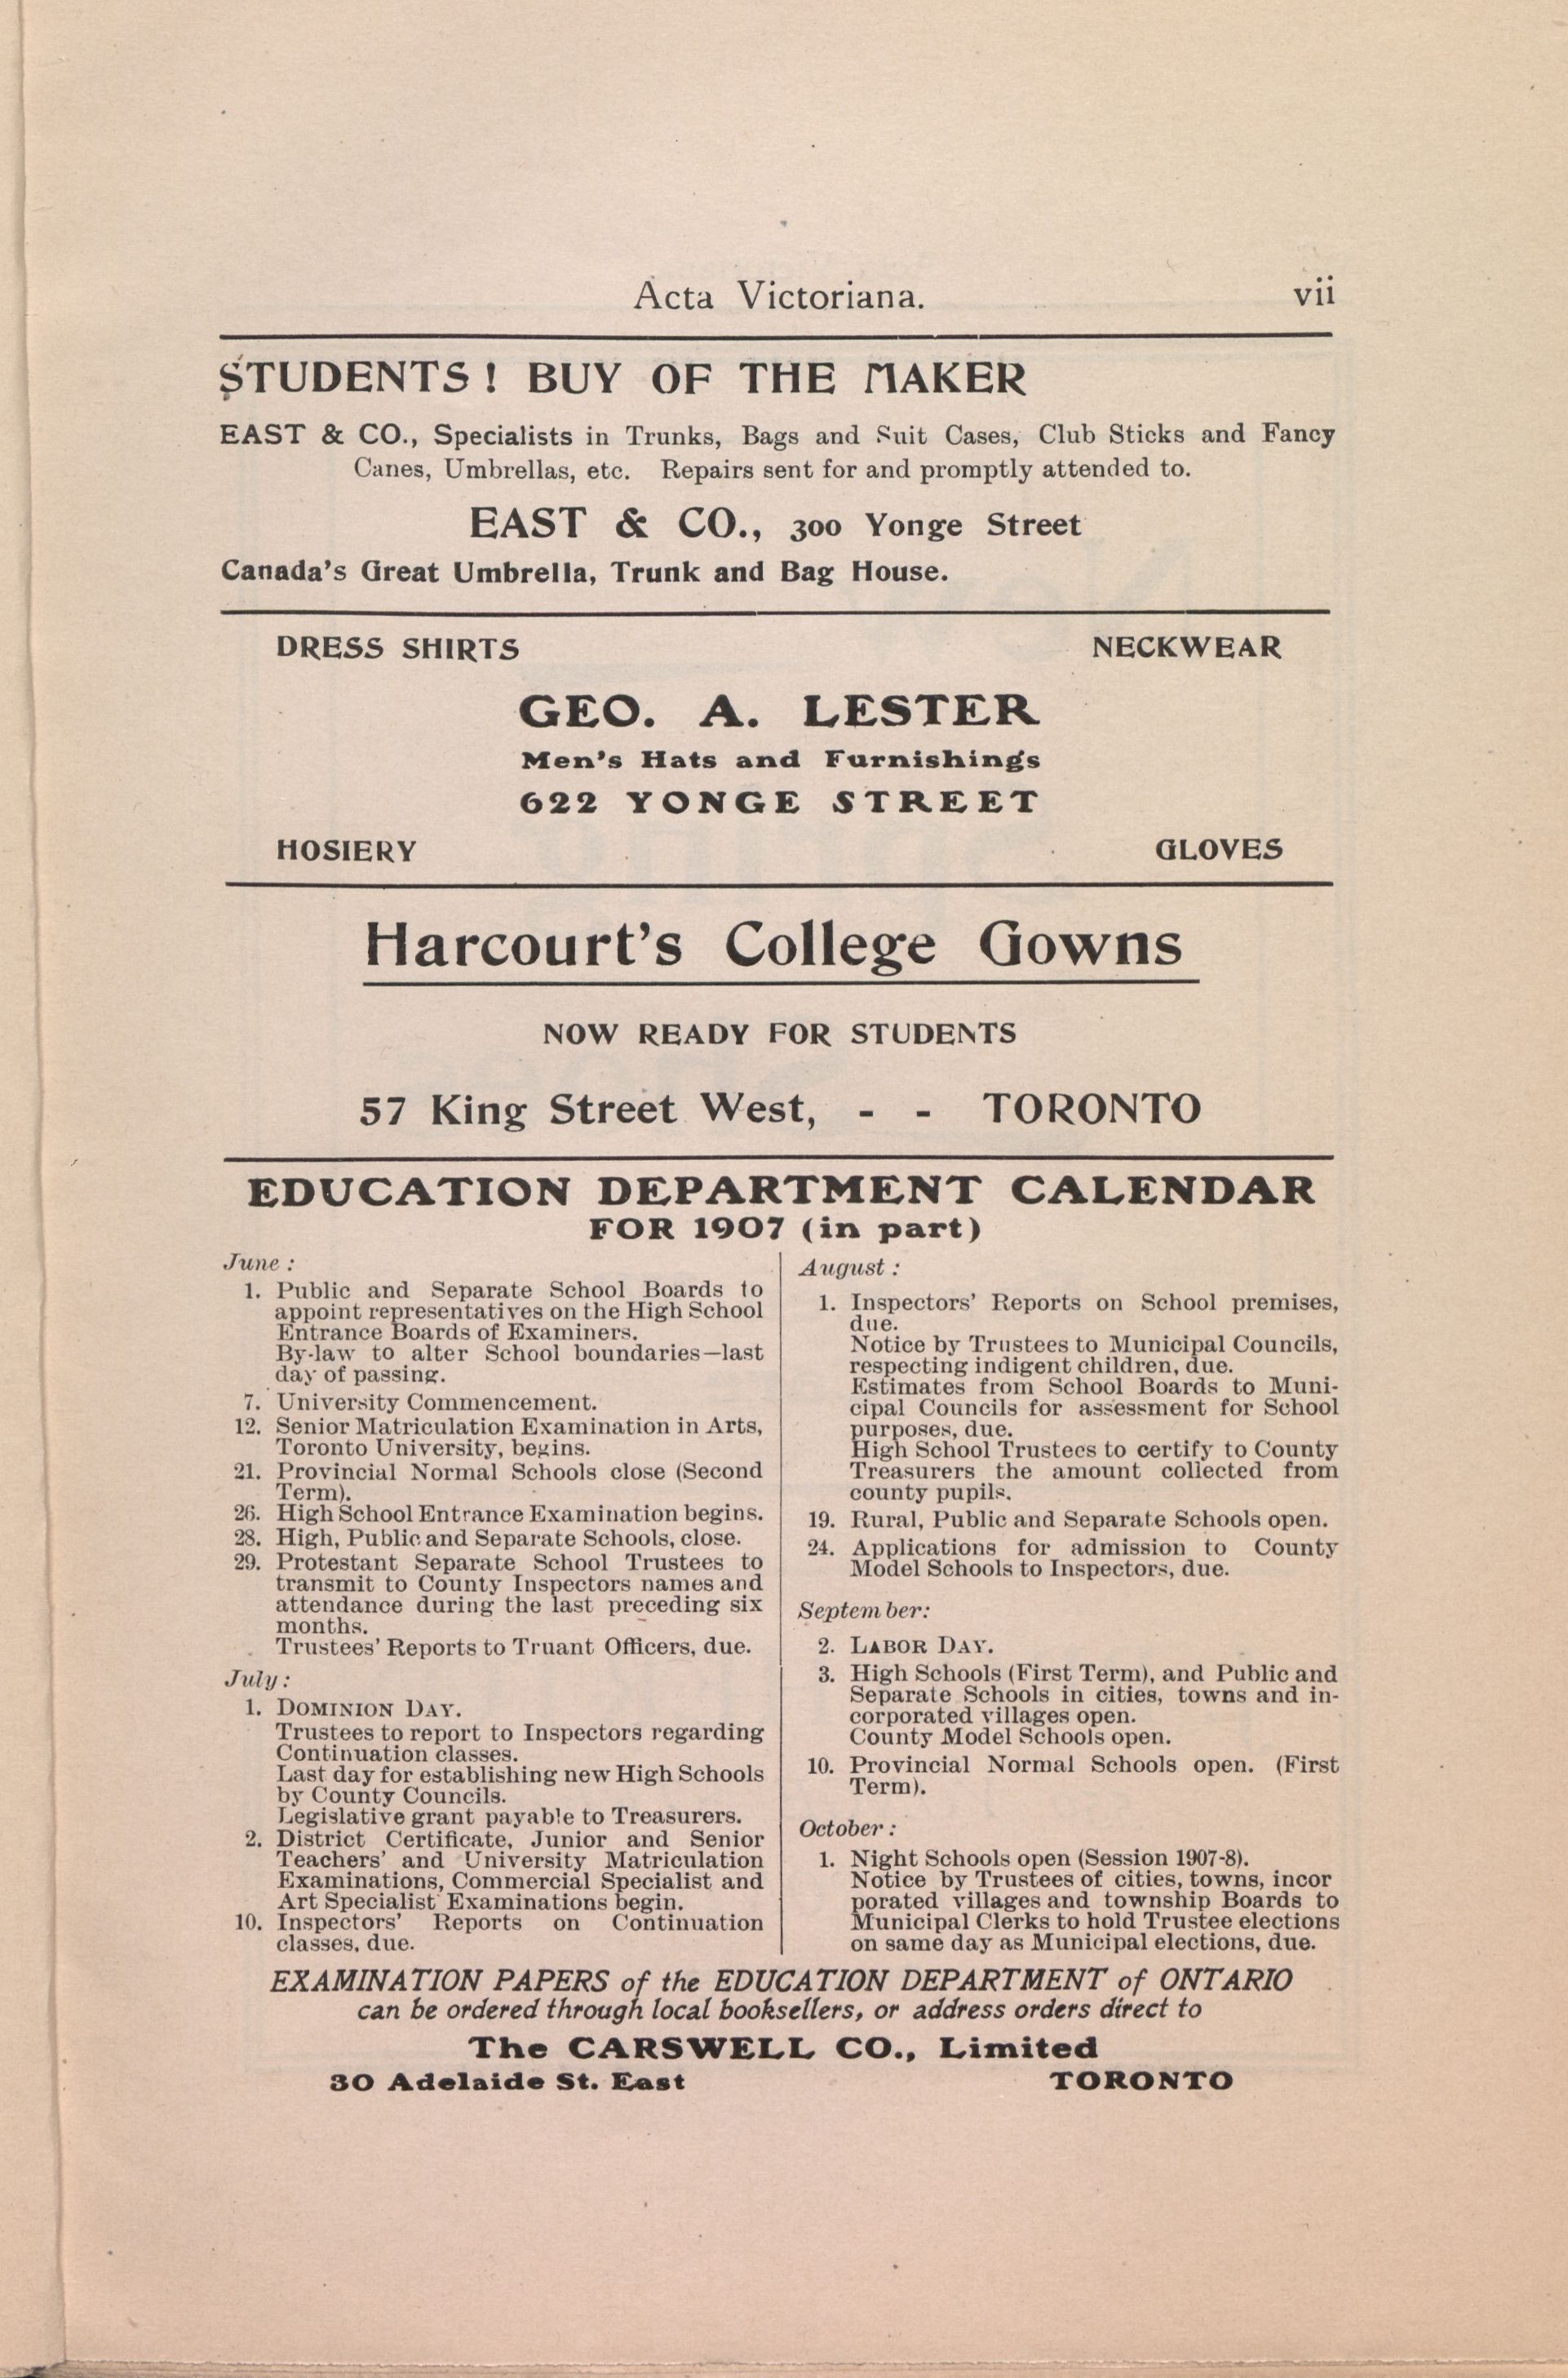 Acta Victoriana. vii
STUDENTS! BUY OF THE MAKER
EAST & CO., Specialists in Trunks, Bags and Suit Cases, Club Sticks and Fancy
Canes, Umbrellas, etc. Repairs sent for and promptly attended to.
EAST & CO., 300 Yonge Street
Canada's Great Umbrella, Trunk and Bag House.
DRESS SHIRTS NECKWEAR
GEO. A. LESTER
Men's Hats and Furnishings
622 YONGE STREET
HOSIERY GLOVES
Harcourt's College Gowns
NOW READY FOR STUDENTS
57 King Street West, - - TORONTO
EDUCATION DEPARTMENT CALENDAR
FOR 1907 (in part)
June :
1. Public and Separate School Boards to
appoint representatives on the High School
Entrance Boards of Examiners.
By-law to alter School boundaries—last
day of passing.
7. University Commencement.
12. Senior Matriculation Examination in Arts,
Toronto University, begins.
21. Provincial Normal Schools close (Second
Term).
26. High School Entrance Examination begins.
28. High, Public and Separate Schools, close.
29. Protestant Separate School Trustees to
transmit to County Inspectors names and
attendance during the last preceding six
months.
Trustees' Reports to Truant Officers, due.
July :
1. DOMINION DAY.
Trustees to report to Inspectors regarding
Continuation classes.
Last day for establishing new High Schools
by County Councils.
Legislative grant payable to Treasurers.
2. District Certificate, Junior and Senior
Teachers' and University Matriculation
Examinations, Commercial Specialist and
Art Specialist Examinations begin.
10. Inspectors' Reports on Continuation
classes, due.
August :
1. Inspectors' Reports on School premises,
due.
Notice by Trustees to Municipal Councils,
respecting indigent children, due.
Estimates from School Boards to Muni-
cipal Councils for assessment for School
purposes, due.
High School Trustees to certify to County
Treasurers the amount collected from
county pupils.
19. Rural, Public and Separate Schools open.
24. Applications for admission to County
Model Schools to Inspectors, due.
September:
2. LABOR DAY.
3. High Schools (First Term), and Public and
Separate Schools in cities, towns and in-
corporated villages open.
County Model Schools open.
10. Provincial Normal Schools open. (First
Term).
October :
1. Night Schools open (Session 1907-8).
Notice by Trustees of cities, towns, incor
porated villages and township Boards to
Municipal Clerks to hold Trustee elections
on same day as Municipal elections, due.
EXAMINATION PAPERS of the EDUCATION DEPARTMENT of ONTARIO
can be ordered through local booksellers, or address orders direct to
The CARSWELL CO., Limited
30 Adelaide St. East TORONTO